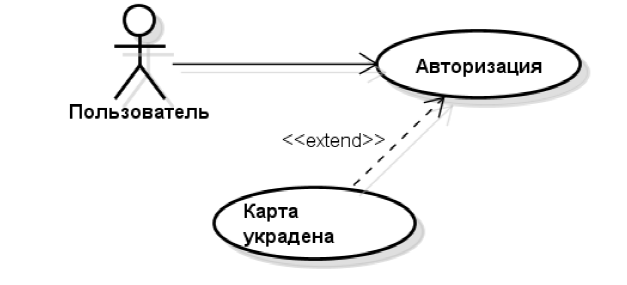 Авторизация
Пользователь
<<extend>>
Карта
украдена